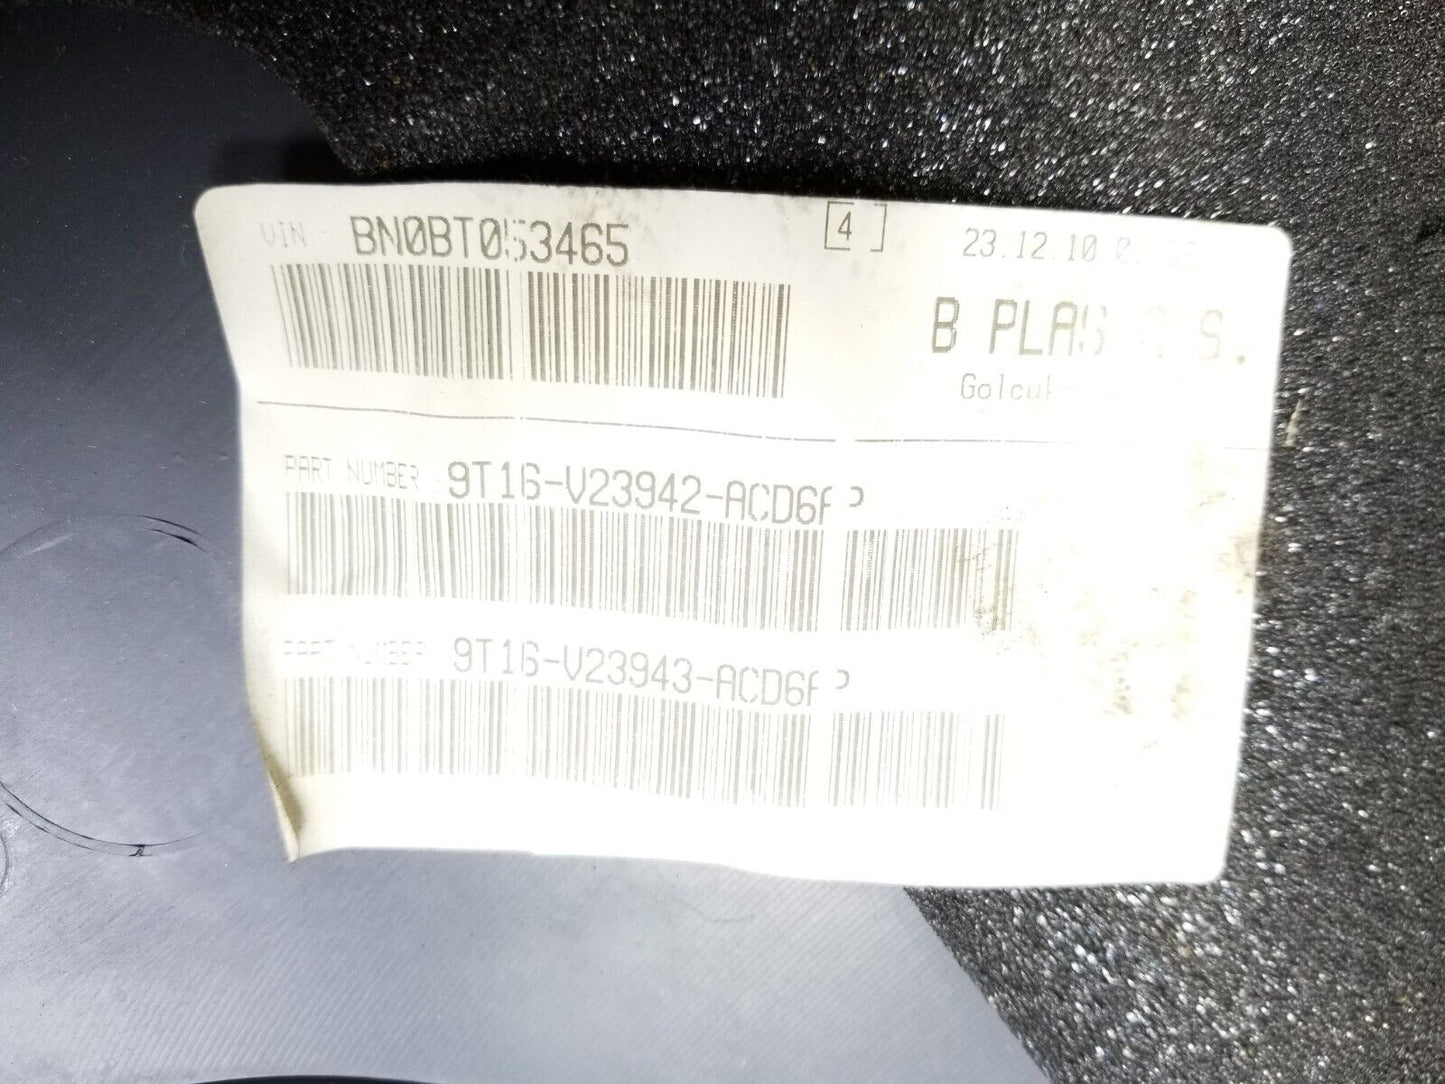 VIN : BN0BT053465
4
23.12.10
B PLAS
S.
Golcuk
PART NUMBER : 9T16-V23942-ACD6
PART NUMBER : 9T16-V23943-ACD6